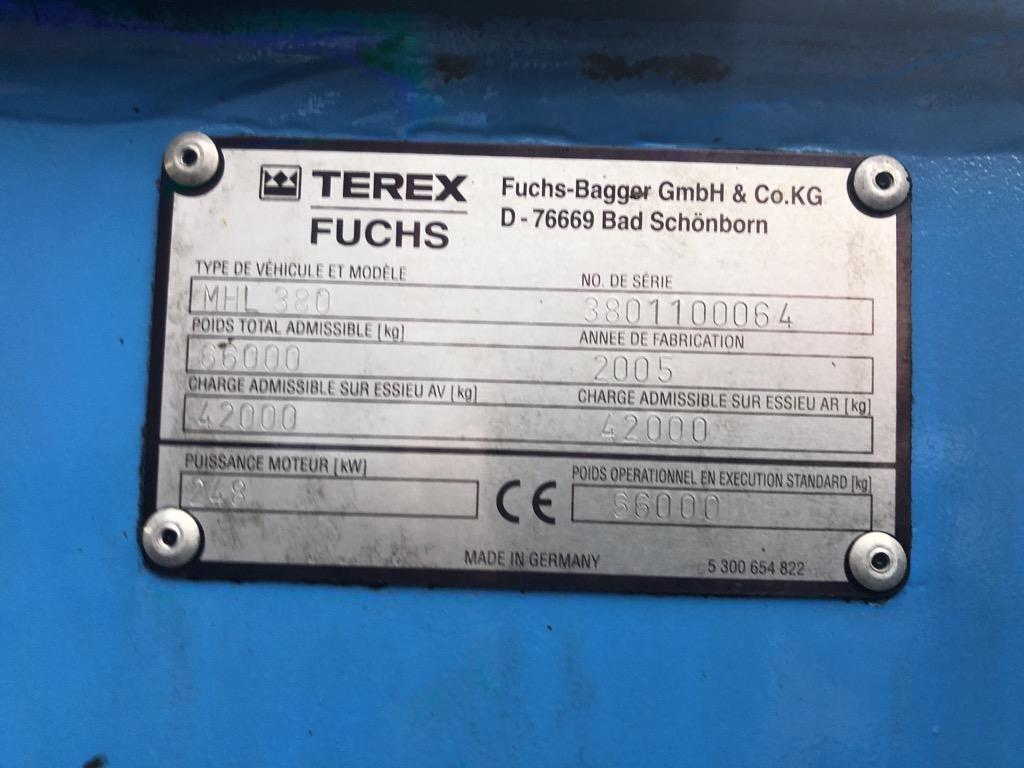 TEREX
FUCHS
Fuchs-Bagger GmbH & Co.KG
D - 76669 Bad Schönborn
TYPE DE VÉHICULE ET MODÈLE
MHL 380
NO. DE SÉRIE
3801100064
POIDS TOTAL ADMISSIBLE [kg]
66000
ANNÉE DE FABRICATION
2005
CHARGE ADMISSIBLE SUR ESSIEU AV [kg]
42000
CHARGE ADMISSIBLE SUR ESSIEU AR [kg]
42000
PUISSANCE MOTEUR [kW]
248
CE
POIDS OPERATIONNEL EN EXECUTION STANDARD [kg]
66000
MADE IN GERMANY
5 300 654 822